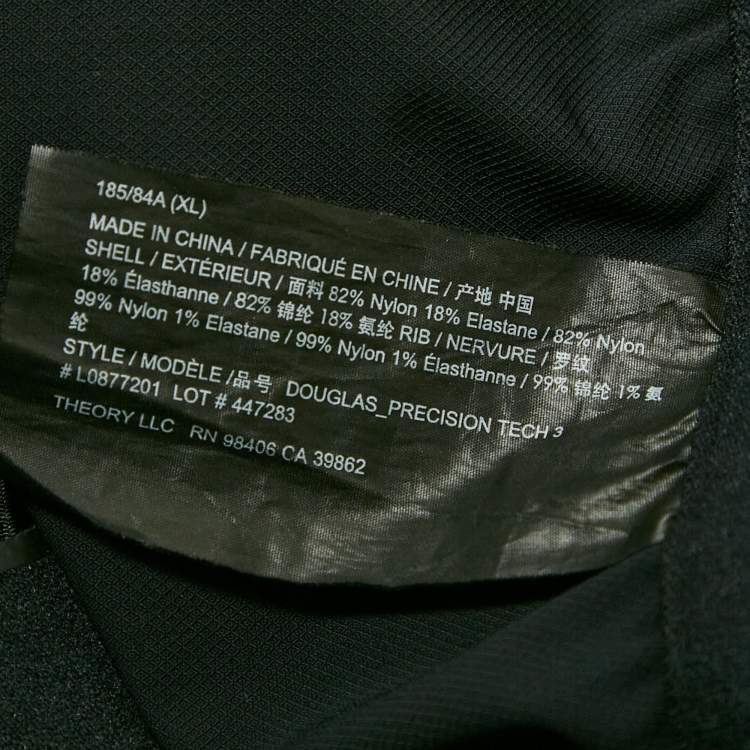 185/84A (XL)
MADE IN CHINA / FABRIQUÉ EN CHINE / 产地 中国
SHELL / EXTÉRIEUR / 面料 82% Nylon 18% Elastane / 82% Nylon
18% Élasthanne / 82% 锦纶 18% 氨纶 RIB / NERVURE / 罗纹
99% Nylon 1% Elastane / 99% Nylon 1% Élasthanne / 99% 锦纶 1% 氨
纶
STYLE / MODÈLE /品号 DOUGLAS_PRECISION TECH 3
# L0877201 LOT # 447283
THEORY LLC RN 98406 CA 39862